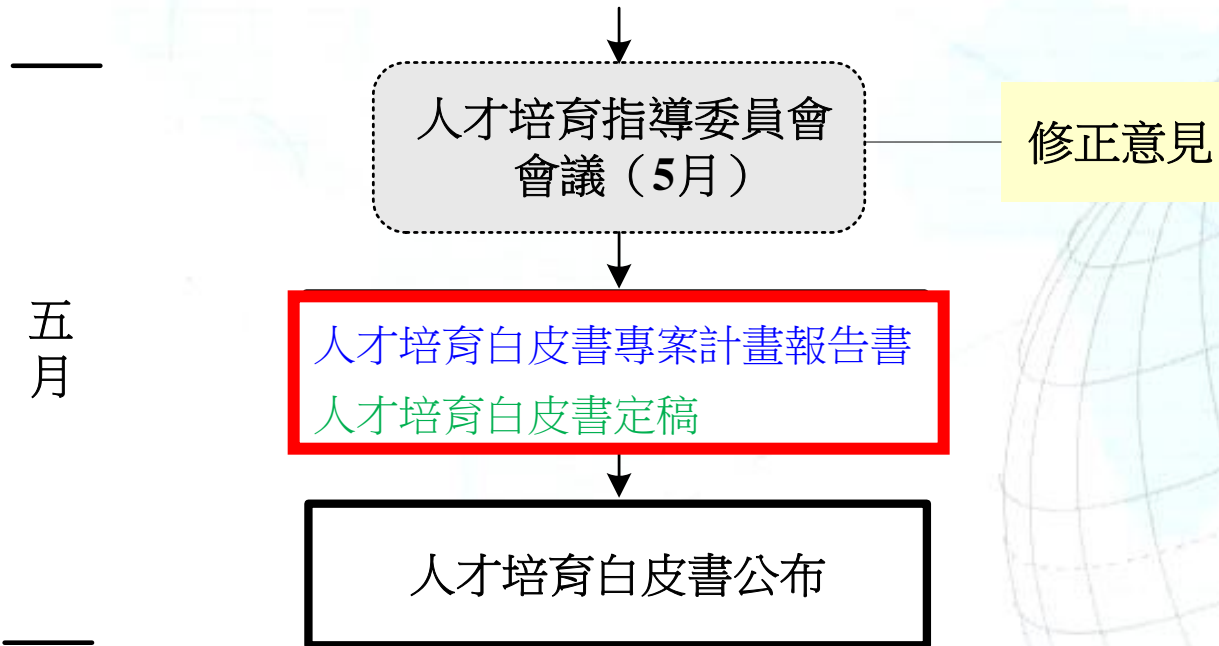 人才培育指導委員會
會議（5月）
修正意見
五
月
人才培育白皮書專案計畫報告書
人才培育白皮書定稿
人才培育白皮書公布